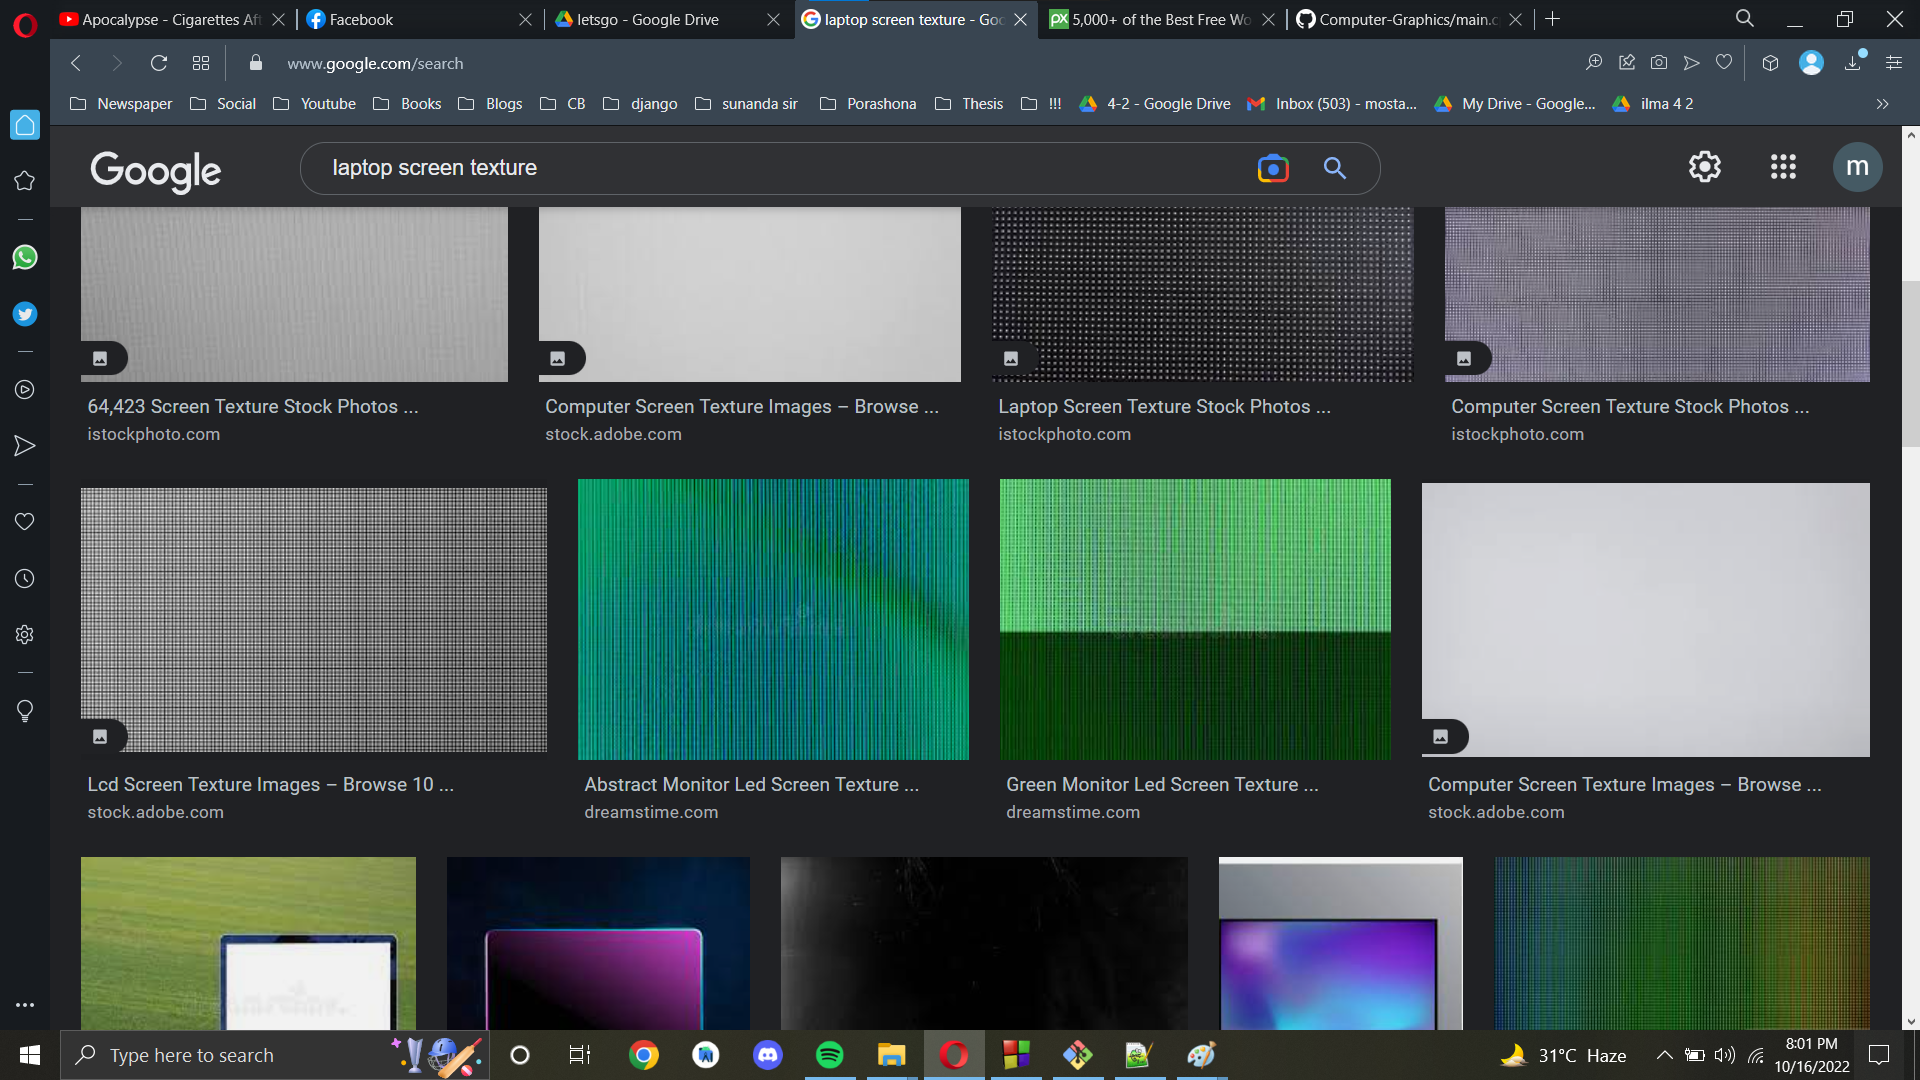 Apocalypse - Cigarettes Aft
Facebook
letsgo - Google Drive
laptop screen texture - Goo
5,000+ of the Best Free Wo
Computer-Graphics/main.c
www.google.com/search
Newspaper
Social
Youtube
Books
Blogs
CB
django
sunanda sir
Porashona
Thesis
!!!
4-2 - Google Drive
Inbox (503) - mosta...
My Drive - Google...
ilma 4 2
Google
laptop screen texture
m
64,423 Screen Texture Stock Photos ...
istockphoto.com
Computer Screen Texture Images – Browse ...
stock.adobe.com
Laptop Screen Texture Stock Photos ...
istockphoto.com
Computer Screen Texture Stock Photos ...
istockphoto.com
Lcd Screen Texture Images – Browse 10 ...
stock.adobe.com
Abstract Monitor Led Screen Texture ...
dreamstime.com
Green Monitor Led Screen Texture ...
dreamstime.com
Computer Screen Texture Images – Browse ...
stock.adobe.com
Type here to search
31°C Haze
8:01 PM
10/16/2022